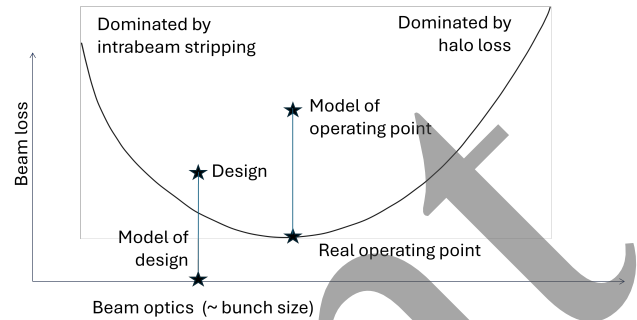 Dominated by
intrabeam stripping
Dominated by
halo loss
Beam loss
Model of
operating point
Design
Model of
design
Real operating point
Beam optics (~ bunch size)
t